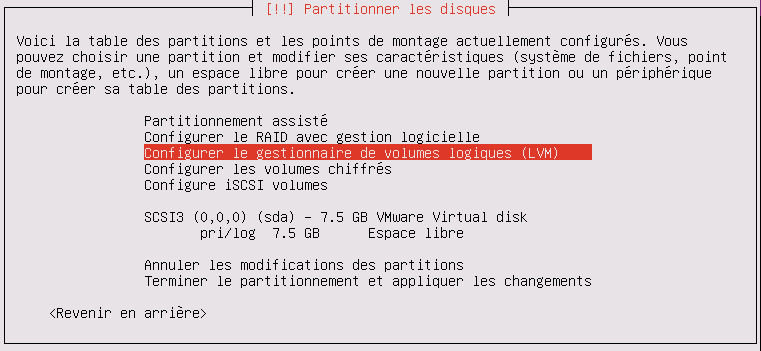 [!!] Partitionner les disques
Voici la table des partitions et les points de montage actuellement configurés. Vous
pouvez choisir une partition et modifier ses caractéristiques (système de fichiers, point
de montage, etc.), un espace libre pour créer une nouvelle partition ou un périphérique
pour créer sa table des partitions.
Partitionnement assisté
Configurer le RAID avec gestion logicielle
Configurer le gestionnaire de volumes logiques (LVM)
Configurer les volumes chiffrés
Configure iSCSI volumes
SCSI3 (0,0,0) (sda) - 7.5 GB VMware Virtual disk
pri/log 7.5 GB Espace libre
Annuler les modifications des partitions
Terminer le partitionnement et appliquer les changements
<Revenir en arrière>